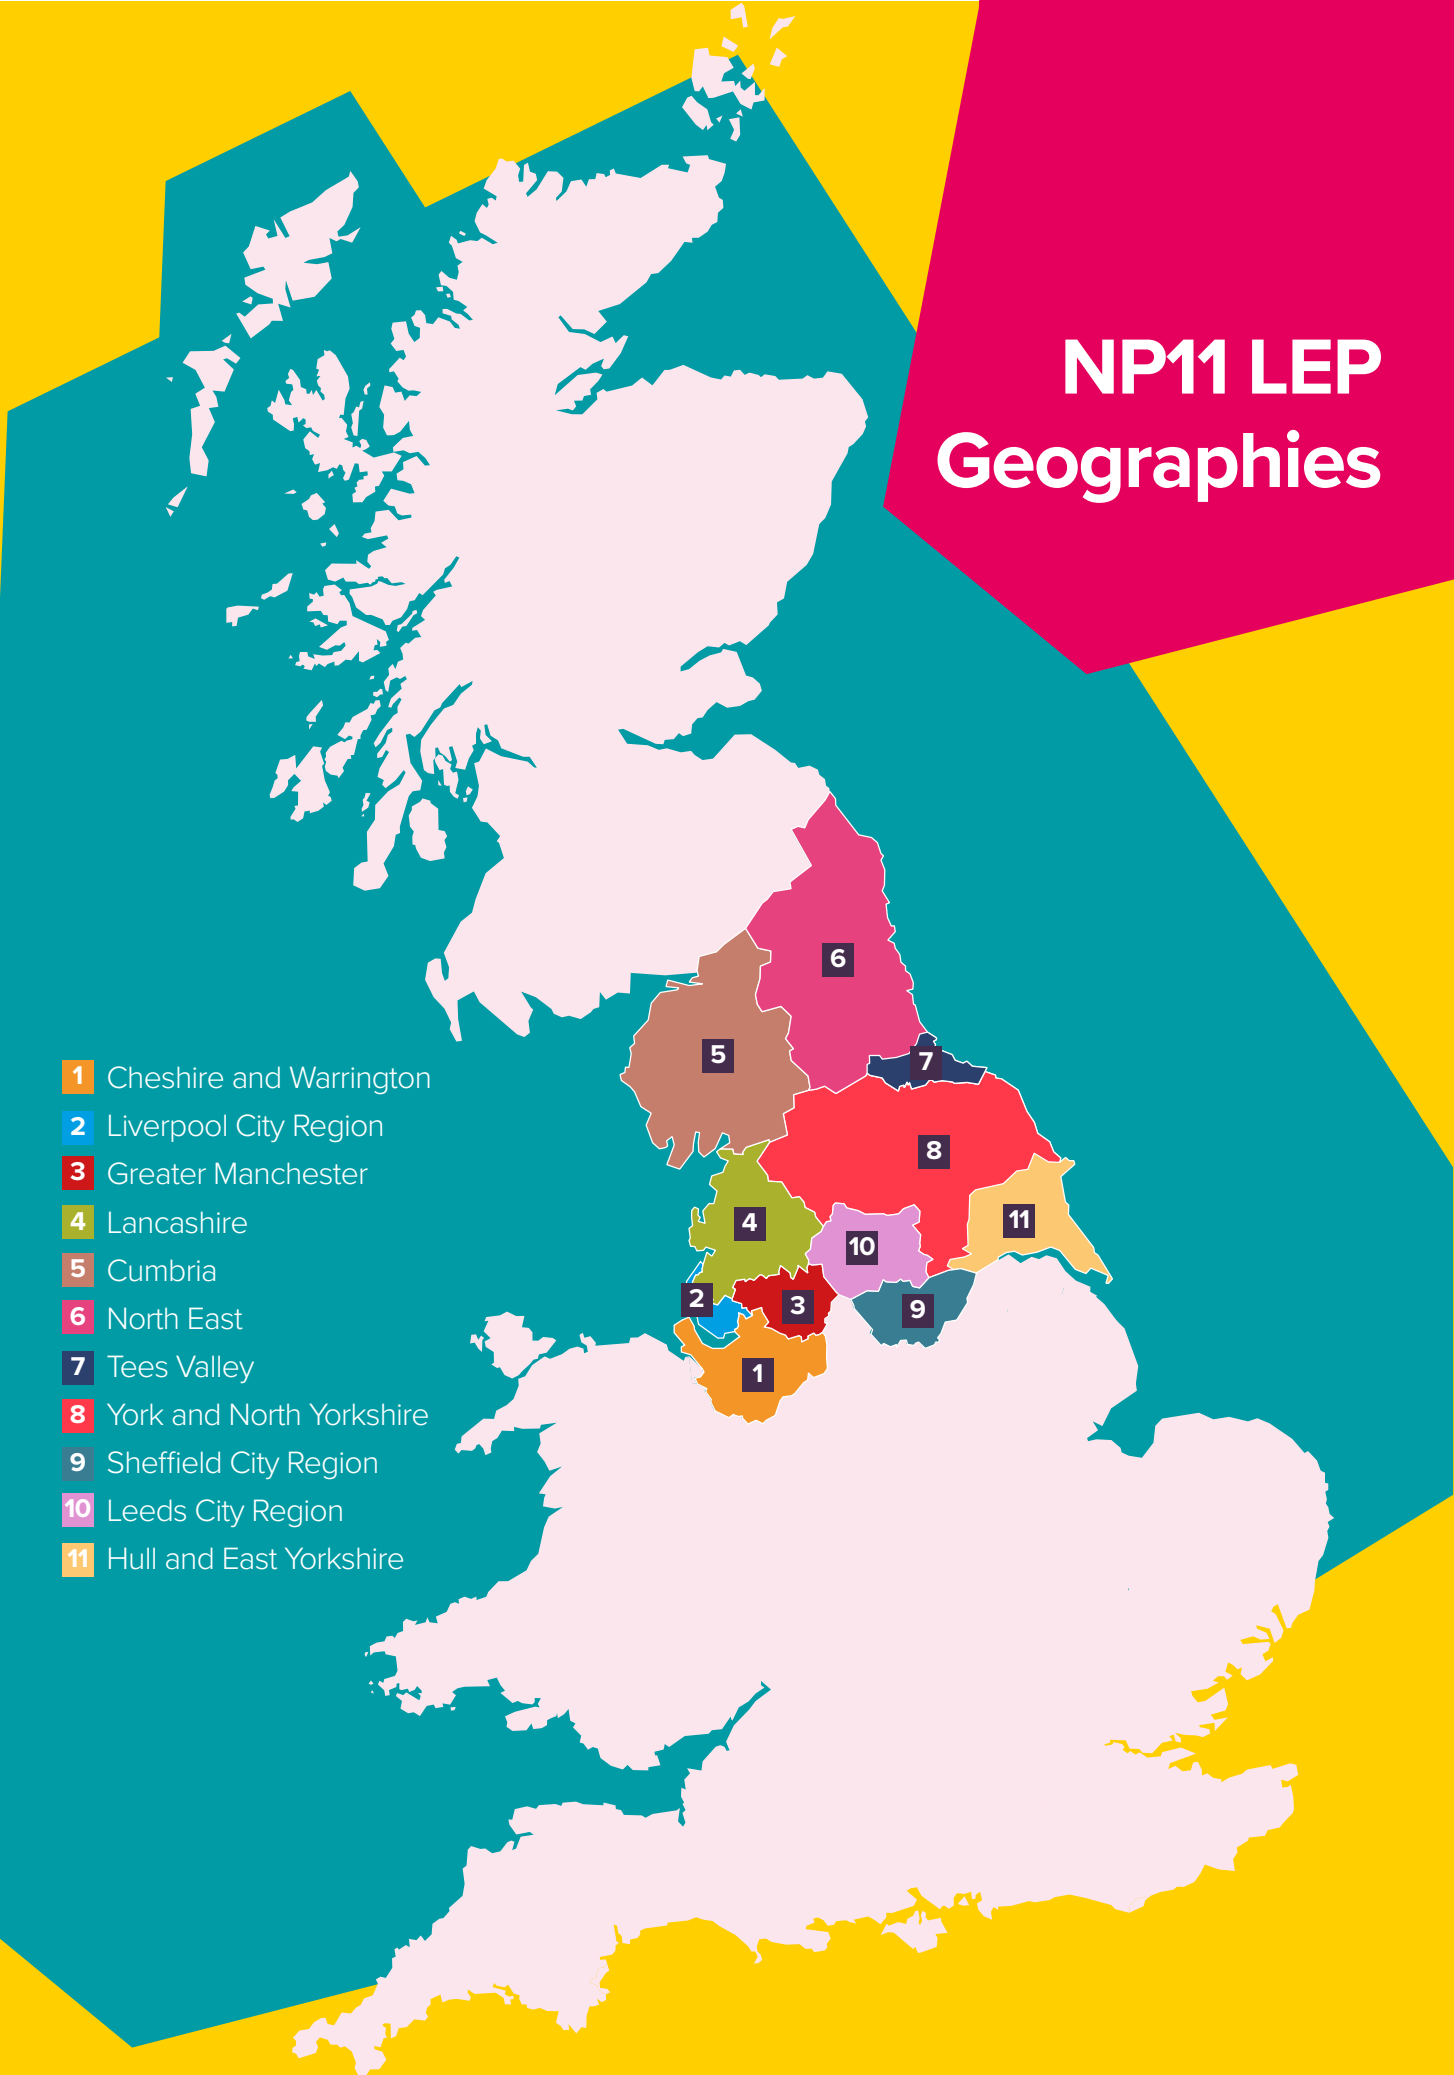 NP11 LEP
Geographies
6
5
7
8
4
11
10
2
3
9
1
1 Cheshire and Warrington
2 Liverpool City Region
3 Greater Manchester
4 Lancashire
5 Cumbria
6 North East
7 Tees Valley
8 York and North Yorkshire
9 Sheffield City Region
10 Leeds City Region
11 Hull and East Yorkshire